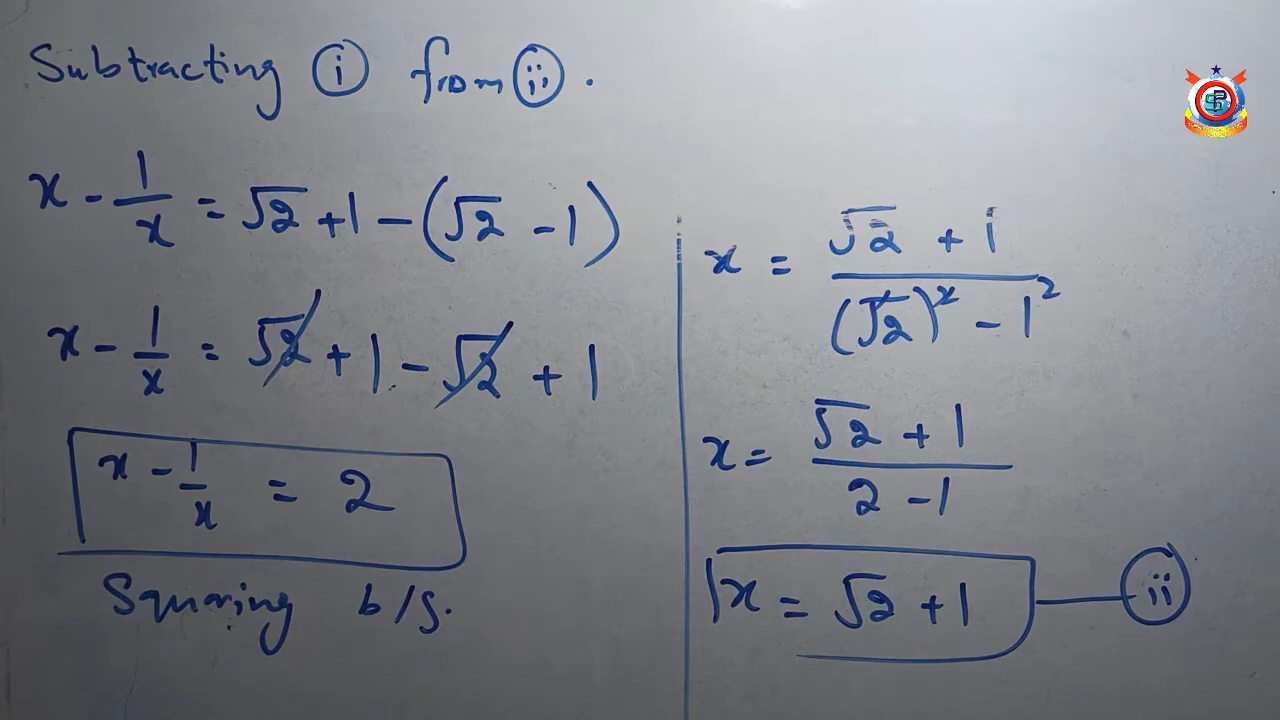 Subtracting (i) from (ii).
x - 1/x = √2 + 1 - (√2 - 1)
x - 1/x = √2 + 1 - √2 + 1
x - 1/x = 2
Squaring b/s.
x = (√2 + 1)/((√2)² - 1²)
x = (√2 + 1)/(2 - 1)
x = √2 + 1 — (ii)